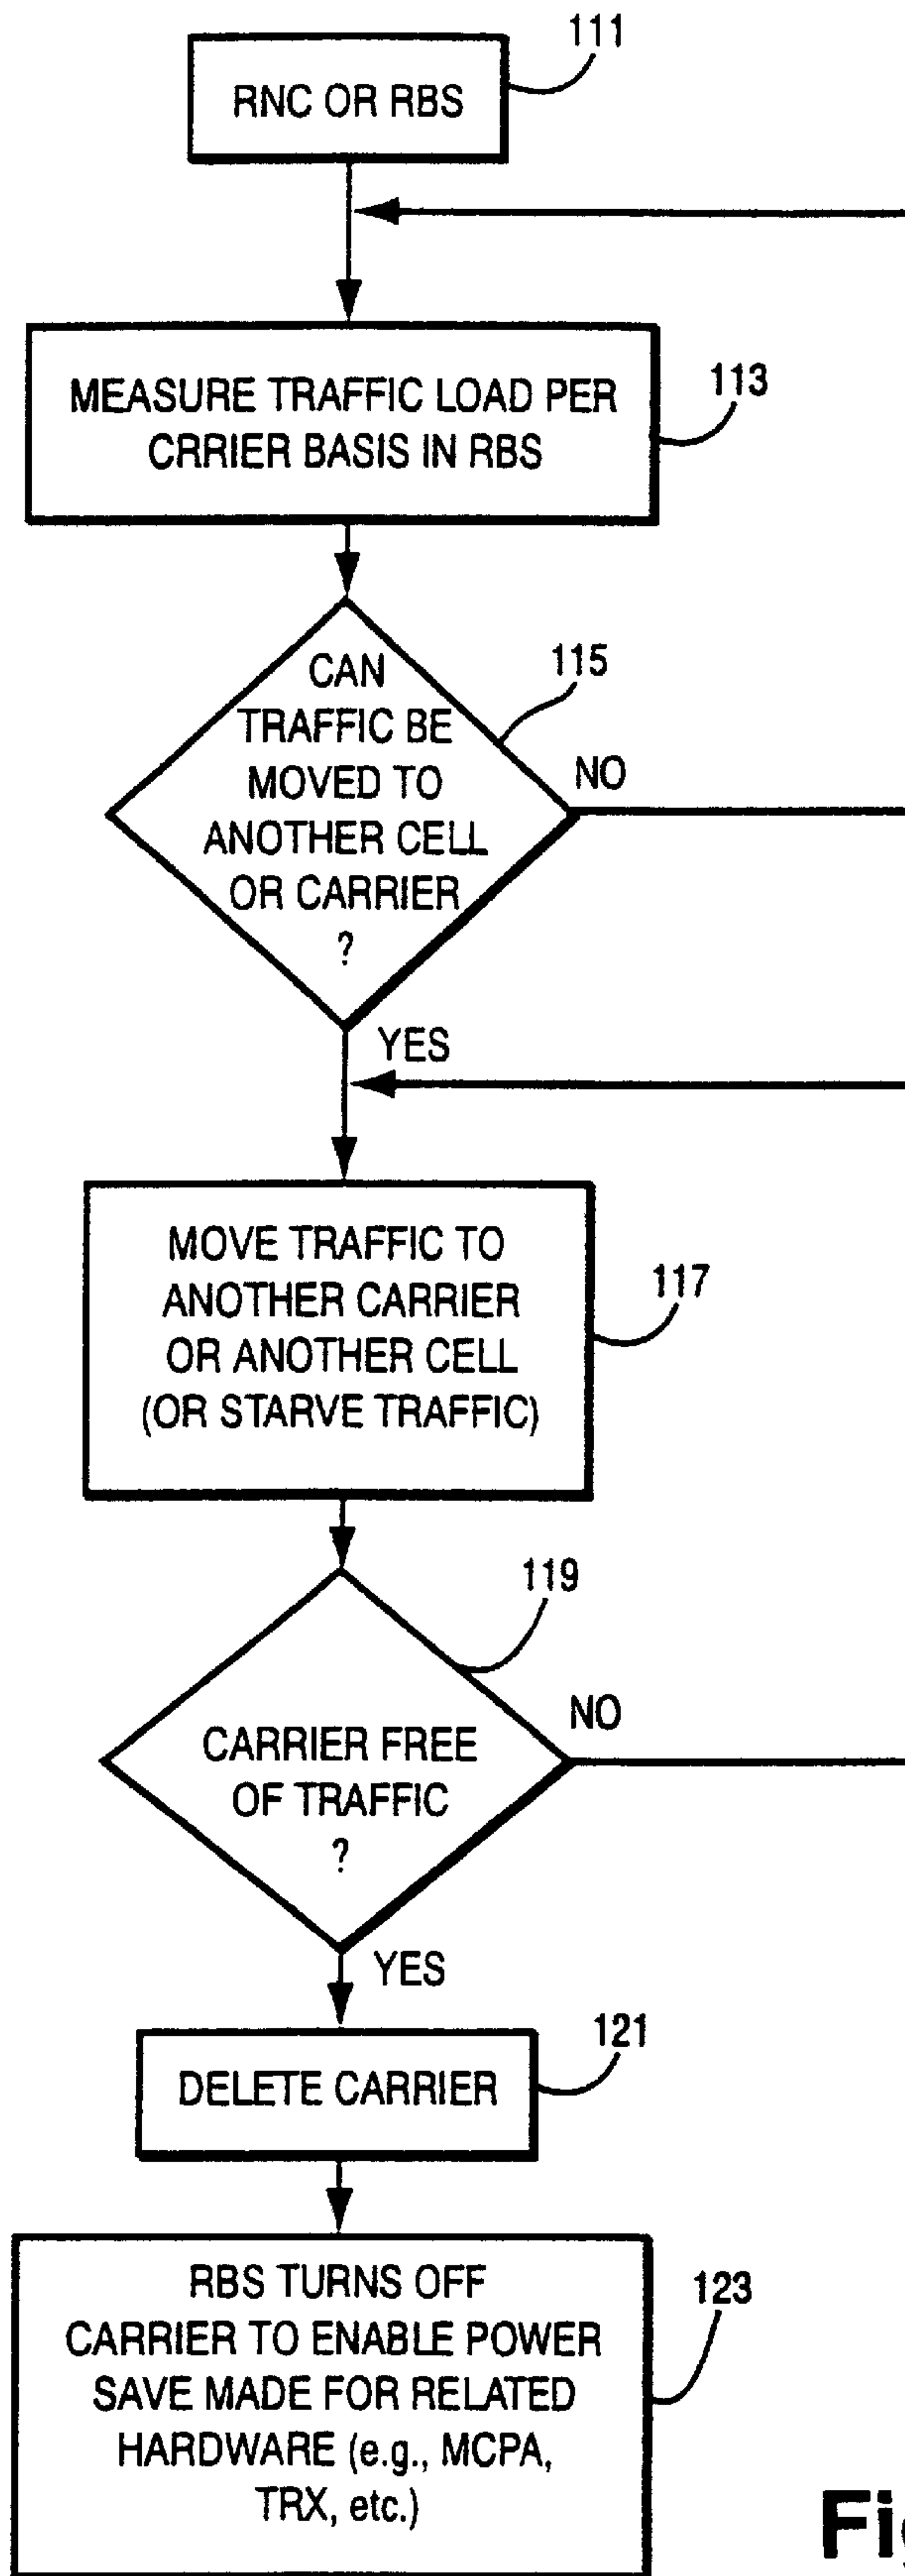 111
RNC OR RBS
MEASURE TRAFFIC LOAD PER
CRRIER BASIS IN RBS
113
CAN
TRAFFIC BE
MOVED TO
ANOTHER CELL
OR CARRIER
?
115
NO
YES
MOVE TRAFFIC TO
ANOTHER CARRIER
OR ANOTHER CELL
(OR STARVE TRAFFIC)
117
119
CARRIER FREE
OF TRAFFIC
?
NO
YES
121
DELETE CARRIER
RBS TURNS OFF
CARRIER TO ENABLE POWER
SAVE MADE FOR RELATED
HARDWARE (e.g., MCPA,
TRX, etc.)
123